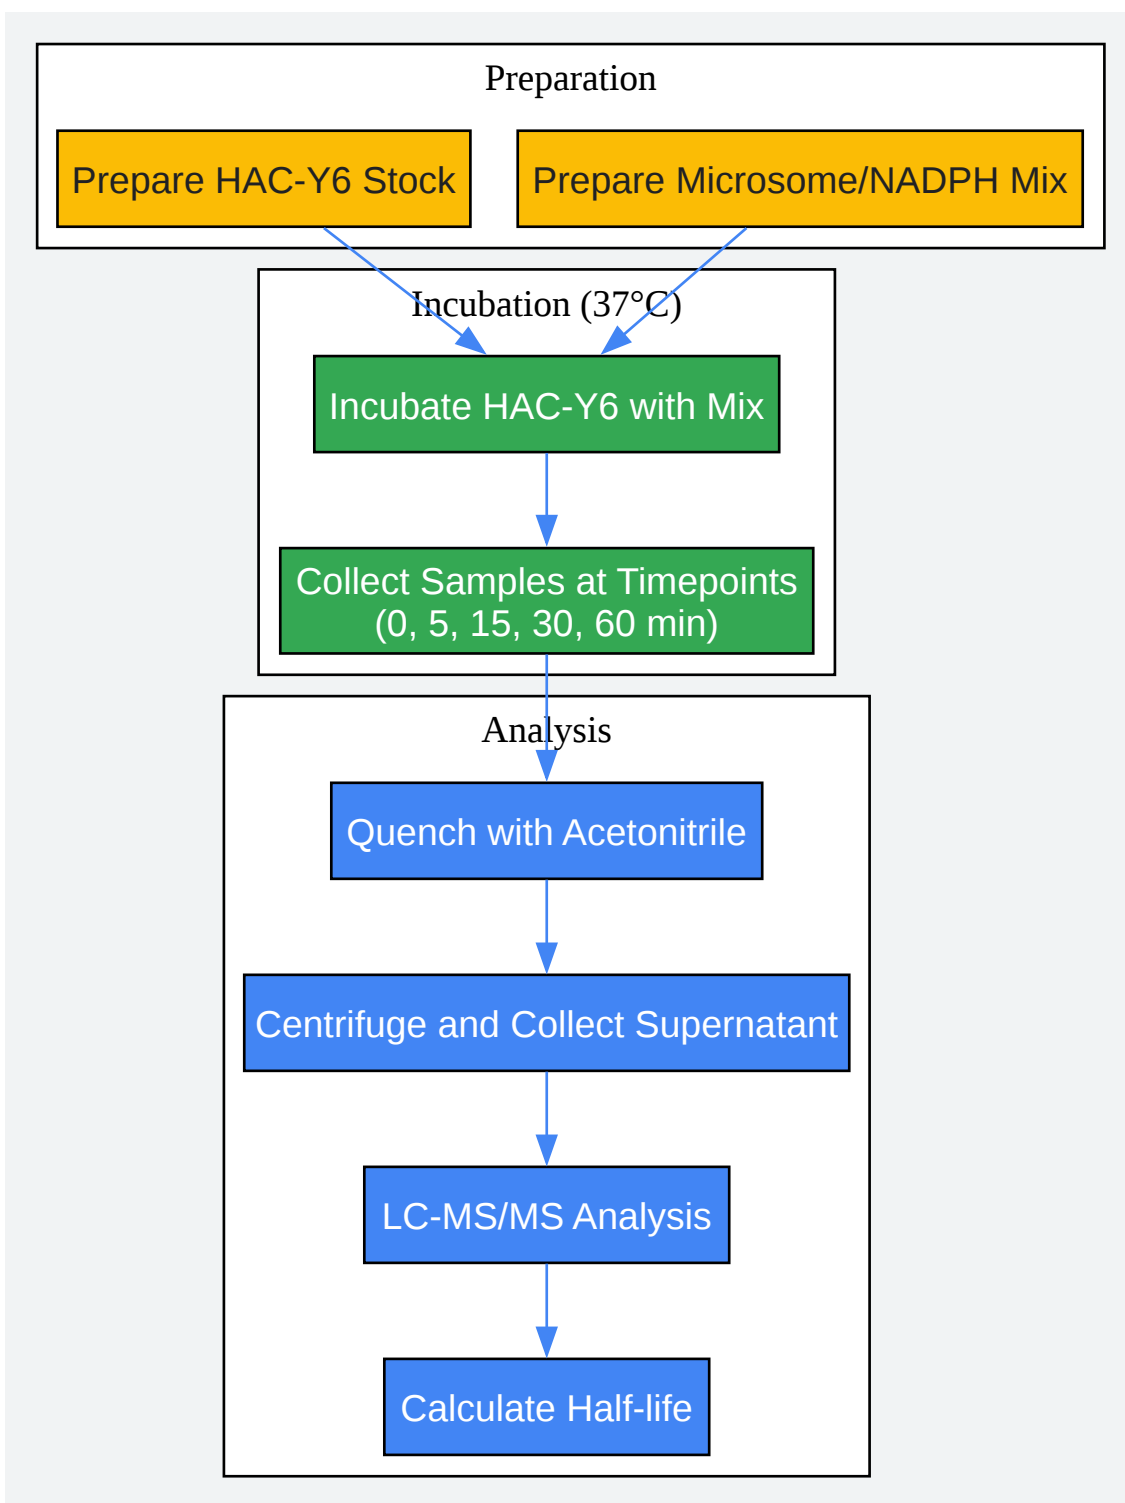 Preparation
Prepare HAC-Y6 Stock
Prepare Microsome/NADPH Mix
Incubation (37°C)
Incubate HAC-Y6 with Mix
Collect Samples at Timepoints
(0, 5, 15, 30, 60 min)
Analysis
Quench with Acetonitrile
Centrifuge and Collect Supernatant
LC-MS/MS Analysis
Calculate Half-life